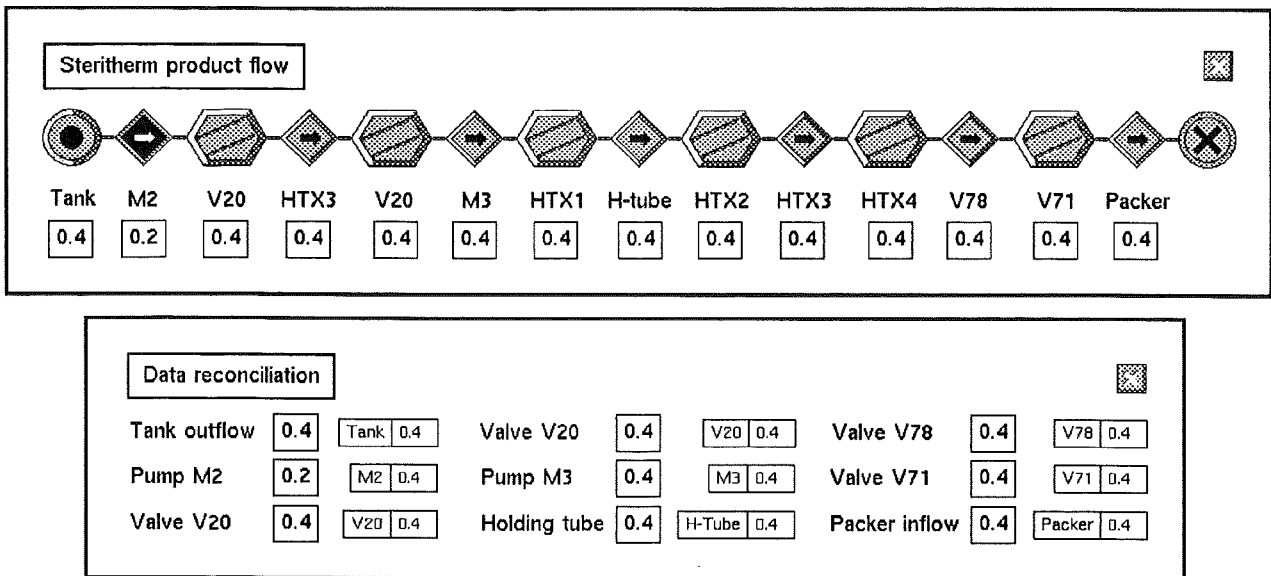 Steritherm product flow
Tank M2 V20 HTX3 V20 M3 HTX1 H-tube HTX2 HTX3 HTX4 V78 V71 Packer
0.4 0.2 0.4 0.4 0.4 0.4 0.4 0.4 0.4 0.4 0.4 0.4 0.4 0.4
Data reconciliation
Tank outflow 0.4 Tank 0.4 Valve V20 0.4 V20 0.4 Valve V78 0.4 V78 0.4
Pump M2 0.2 M2 0.4 Pump M3 0.4 M3 0.4 Valve V71 0.4 V71 0.4
Valve V20 0.4 V20 0.4 Holding tube 0.4 H-Tube 0.4 Packer inflow 0.4 Packer 0.4